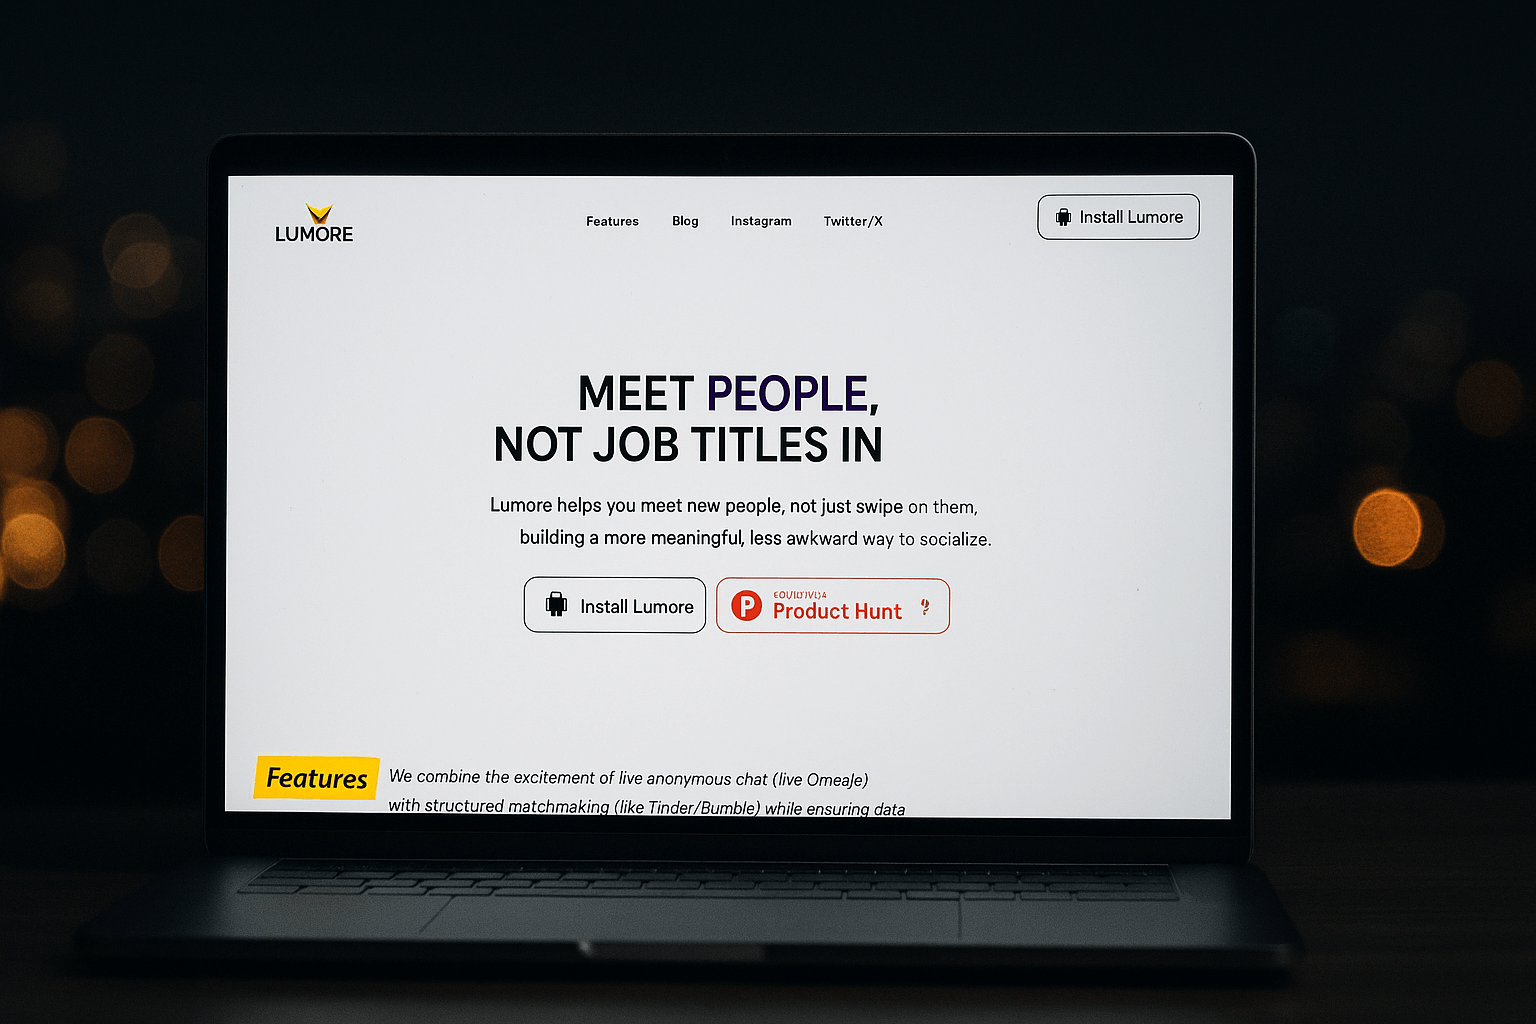 LUMORE
Features Blog Instagram Twitter/X
Install Lumore
MEET PEOPLE,
NOT JOB TITLES IN
Lumore helps you meet new people, not just swipe on them,
building a more meaningful, less awkward way to socialize.
Install Lumore
P
Product Hunt
Features
We combine the excitement of live anonymous chat (live Omeaje)
with structured matchmaking (like Tinder/Bumble) while ensuring data